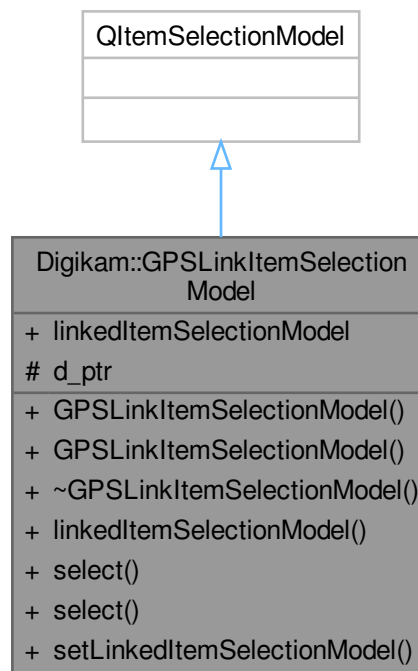 QItemSelectionModel
Digikam::GPSLinkItemSelection
Model
+ linkedItemSelectionModel
# d_ptr
+ GPSLinkItemSelectionModel()
+ GPSLinkItemSelectionModel()
+ ~GPSLinkItemSelectionModel()
+ linkedItemSelectionModel()
+ select()
+ select()
+ setLinkedItemSelectionModel()